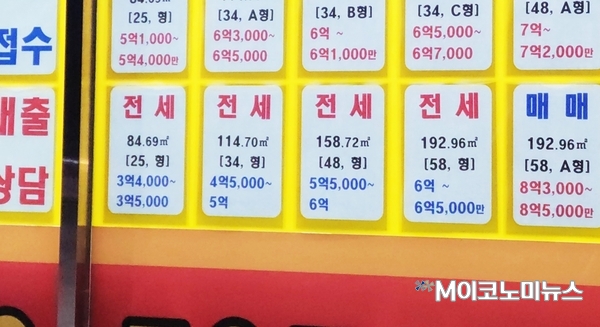 접수
대출
상담
[25, 형]
5억1,000~
5억4,000만
[34, A형]
6억3,000~
6억5,000
[34, B형]
6억 ~
6억1,000만
[34, C형]
6억5,000~
6억7,000
[48, A형]
7억~
7억2,000만
전 세
84.69㎡
[25, 형]
3억4,000~
3억5,000
전 세
114.70㎡
[34, 형]
4억5,000~
5억
전 세
158.72㎡
[48, 형]
5억5,000~
6억
전 세
192.96㎡
[58, 형]
6억 ~
6억5,000만
매 매
192.96㎡
[58, A형]
8억3,000~
8억5,000만
M이코노미뉴스